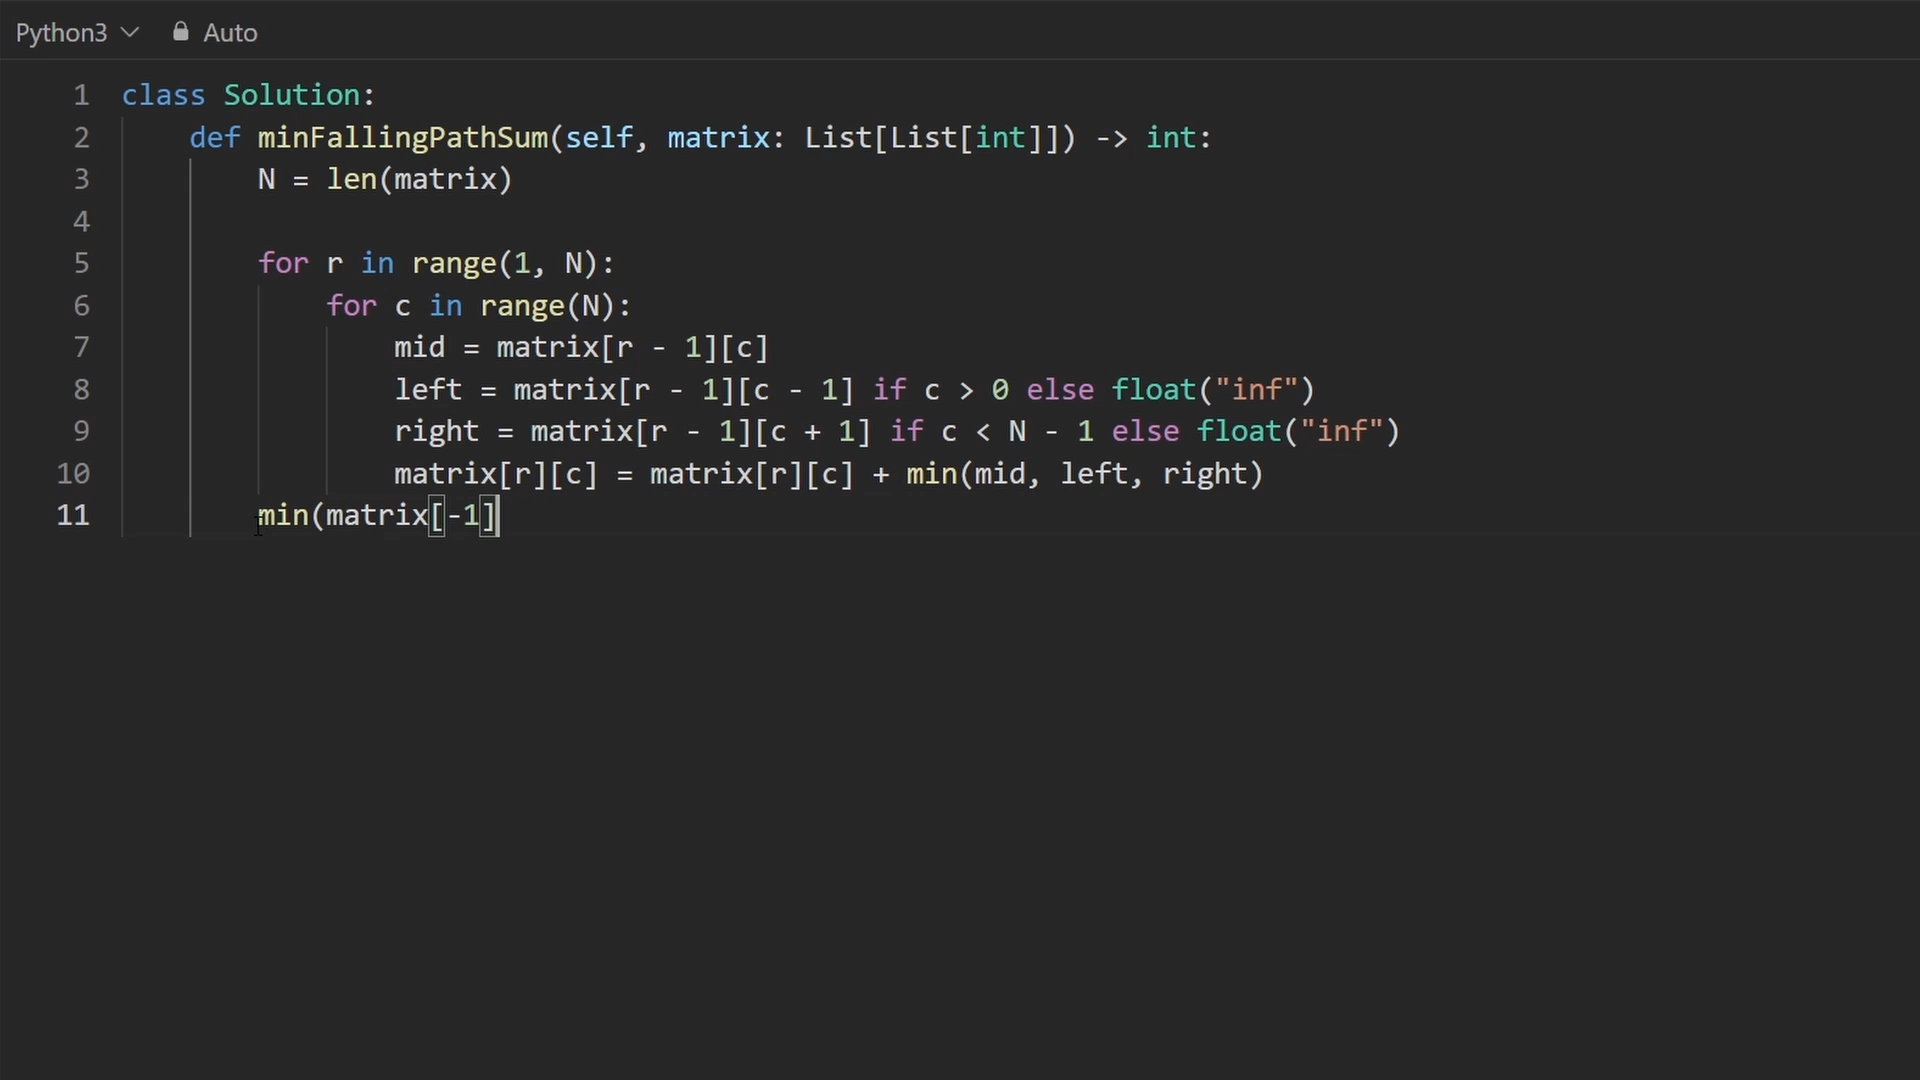 Python3 Auto
1 class Solution:
2 def minFallingPathSum(self, matrix: List[List[int]]) -> int:
3 N = len(matrix)
4
5 for r in range(1, N):
6 for c in range(N):
7 mid = matrix[r - 1][c]
8 left = matrix[r - 1][c - 1] if c > 0 else float("inf")
9 right = matrix[r - 1][c + 1] if c < N - 1 else float("inf")
10 matrix[r][c] = matrix[r][c] + min(mid, left, right)
11 min(matrix[-1]